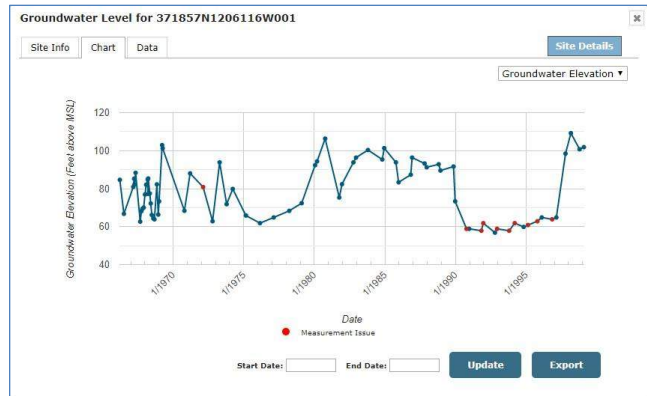 Groundwater Level for 371857N1206116W001
Site Info
Chart
Data
Site Details
Groundwater Elevation
Groundwater Elevation (Feet above MSL)
120
100
80
60
40
1/1970
1/1975
1/1980
1/1985
1/1990
1/1995
Date
Measurement Issue
Start Date:
End Date:
Update
Export